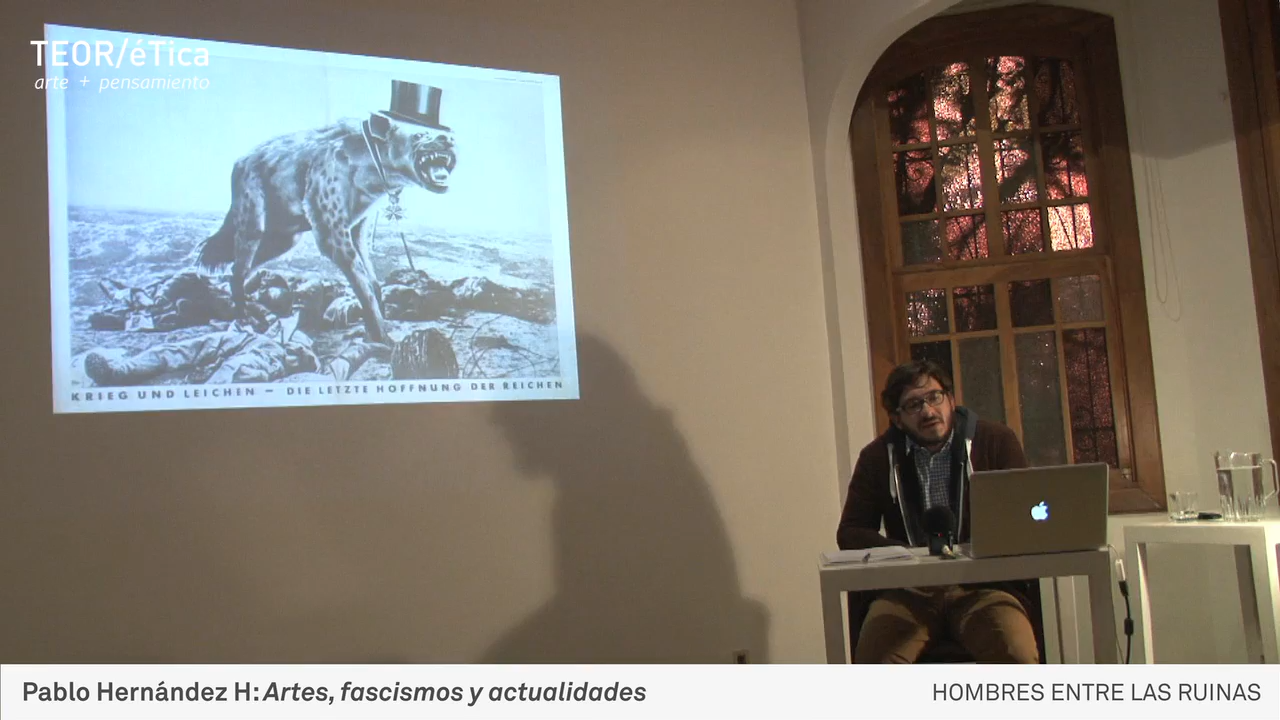 TEOR/éTica
arte + pensamiento
KRIEG UND LEICHEN – DIE LETZTE HOFFNUNG DER REICHEN
Pablo Hernández H: Artes, fascismos y actualidades
HOMBRES ENTRE LAS RUINAS